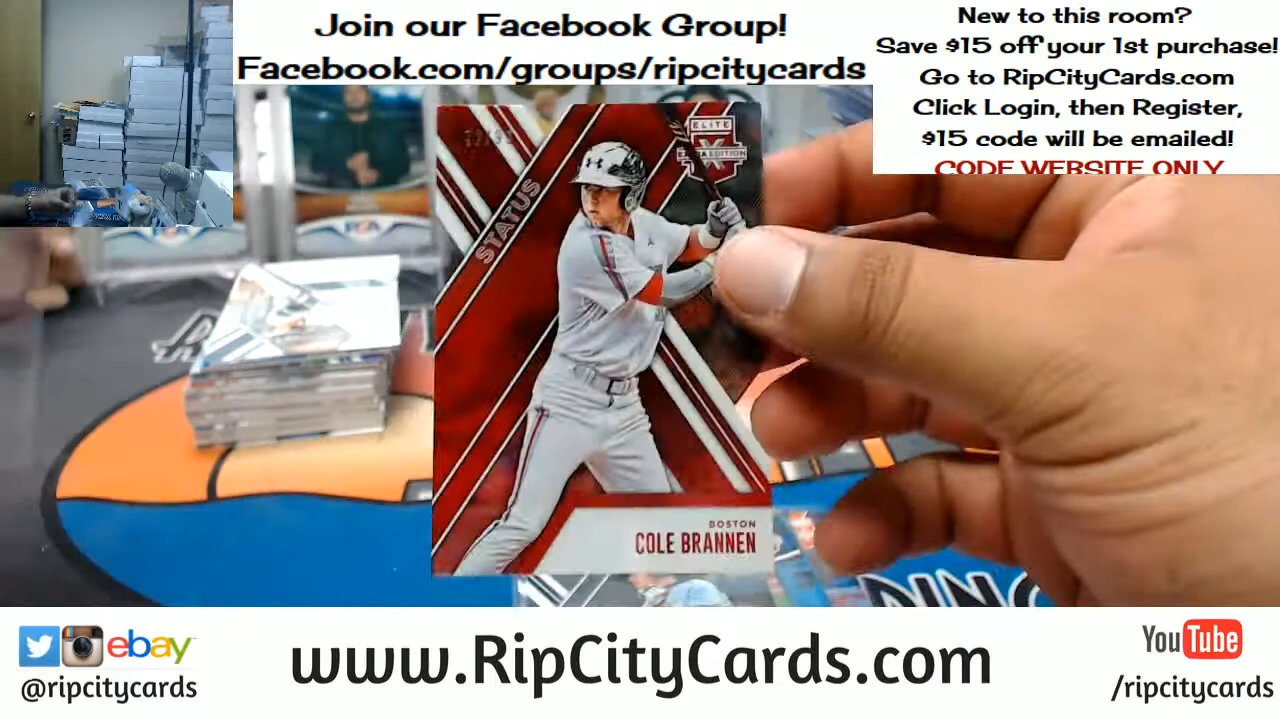 Join our Facebook Group!
Facebook.com/groups/ripcitycards
New to this room?
Save $15 off your 1st purchase!
Go to RipCityCards.com
Click Login, then Register,
$15 code will be emailed!
CODE WEBSITE ONLY
ELITE
X
EDITION
STATUS
BOSTON
COLE BRANNEN
ebay
@ripcitycards
www.RipCityCards.com
YouTube
/ripcitycards